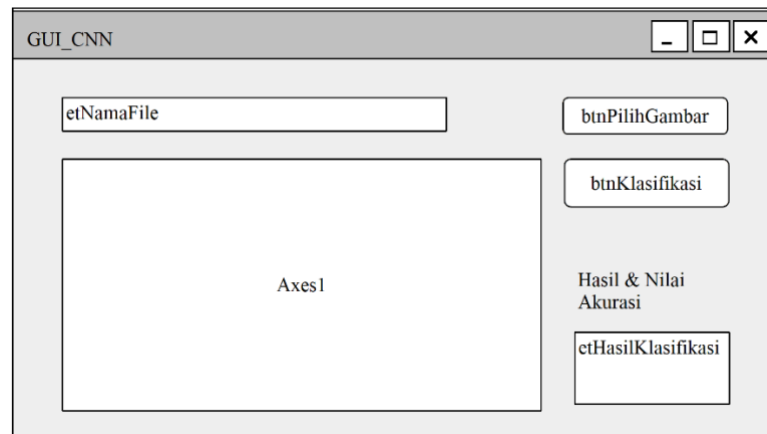 GUI_CNN
etNamaFile
btnPilihGambar
btnKlasifikasi
Axes1
Hasil & Nilai
Akurasi
etHasilKlasifikasi